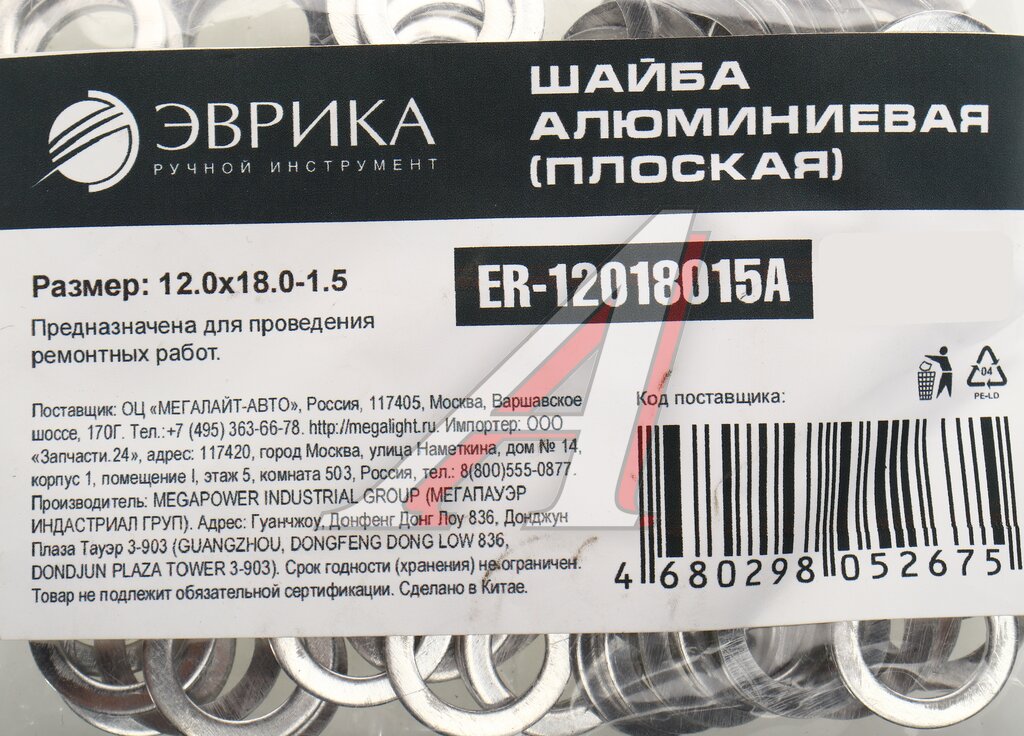 ЭВРИКА
РУЧНОЙ ИНСТРУМЕНТ
ШАЙБА
АЛЮМИНИЕВАЯ
(ПЛОСКАЯ)
Размер: 12.0х18.0-1.5
ER-12018015A
Предназначена для проведения
ремонтных работ.
04
PE-LD
Поставщик: ОЦ «МЕГАЛАЙТ-АВТО», Россия, 117405, Москва, Варшавское
шоссе, 170Г. Тел.:+7 (495) 363-66-78. http://megalight.ru. Импортер: ООО
«Запчасти.24», адрес: 117420, город Москва, улица Наметкина, дом № 14,
корпус 1, помещение I, этаж 5, комната 503, Россия, тел.: 8(800)555-0877.
Производитель: MEGAPOWER INDUSTRIAL GROUP (МЕГАПАУЭР
ИНДАСТРИАЛ ГРУП). Адрес: Гуанчжоу, Донфенг Донг Лоу 836, Донджун
Плаза Тауэр 3-903 (GUANGZHOU, DONGFENG DONG LOW 836,
DONDJUN PLAZA TOWER 3-903). Срок годности (хранения) не ограничен.
Товар не подлежит обязательной сертификации. Сделано в Китае.
Код поставщика:
4 680298 052675